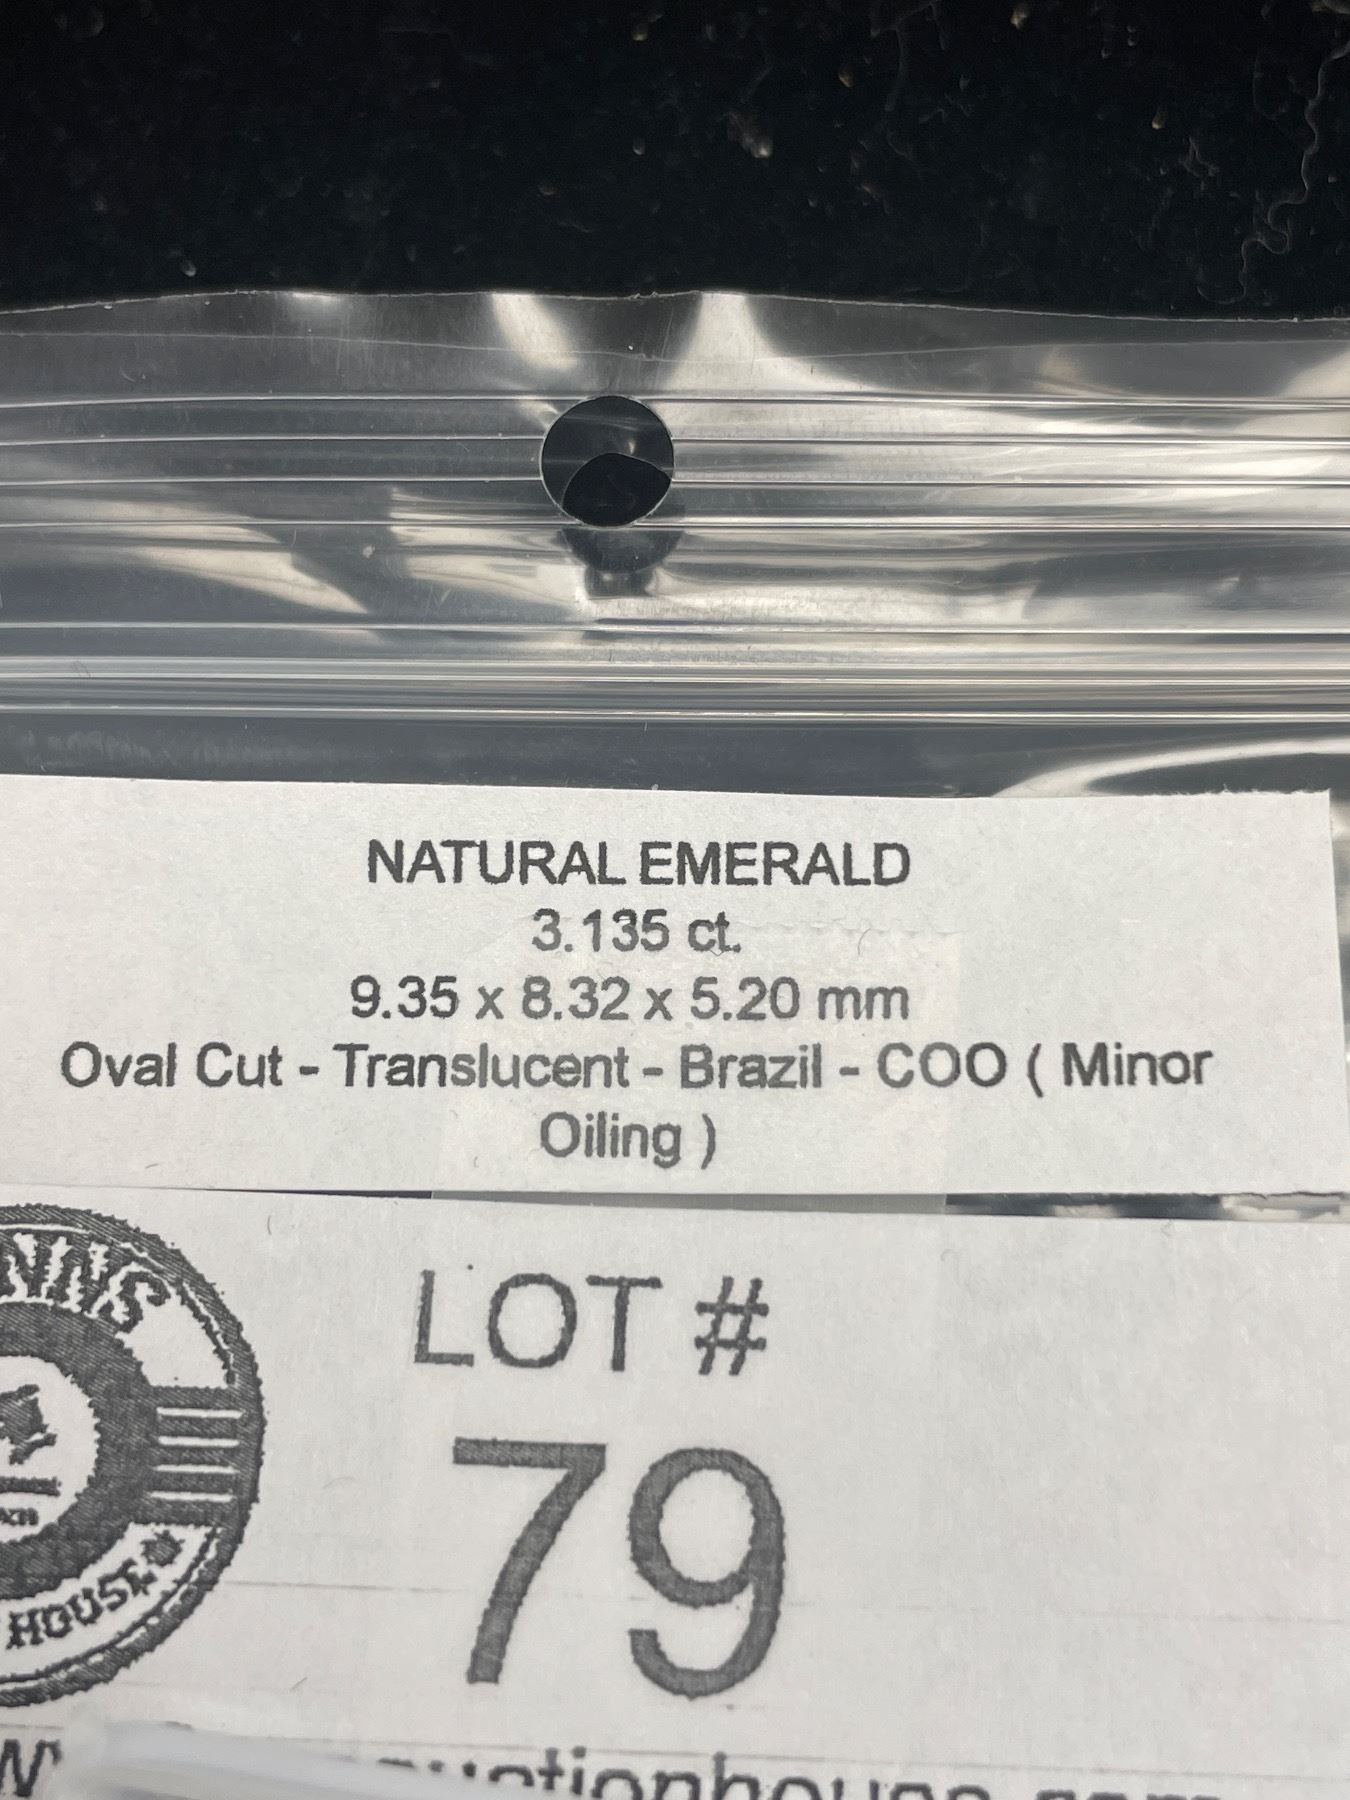 NATURAL EMERALD
3.135 ct.
9.35 x 8.32 x 5.20 mm
Oval Cut - Translucent - Brazil - COO ( Minor
Oiling )
LOT #
79
HOUSE